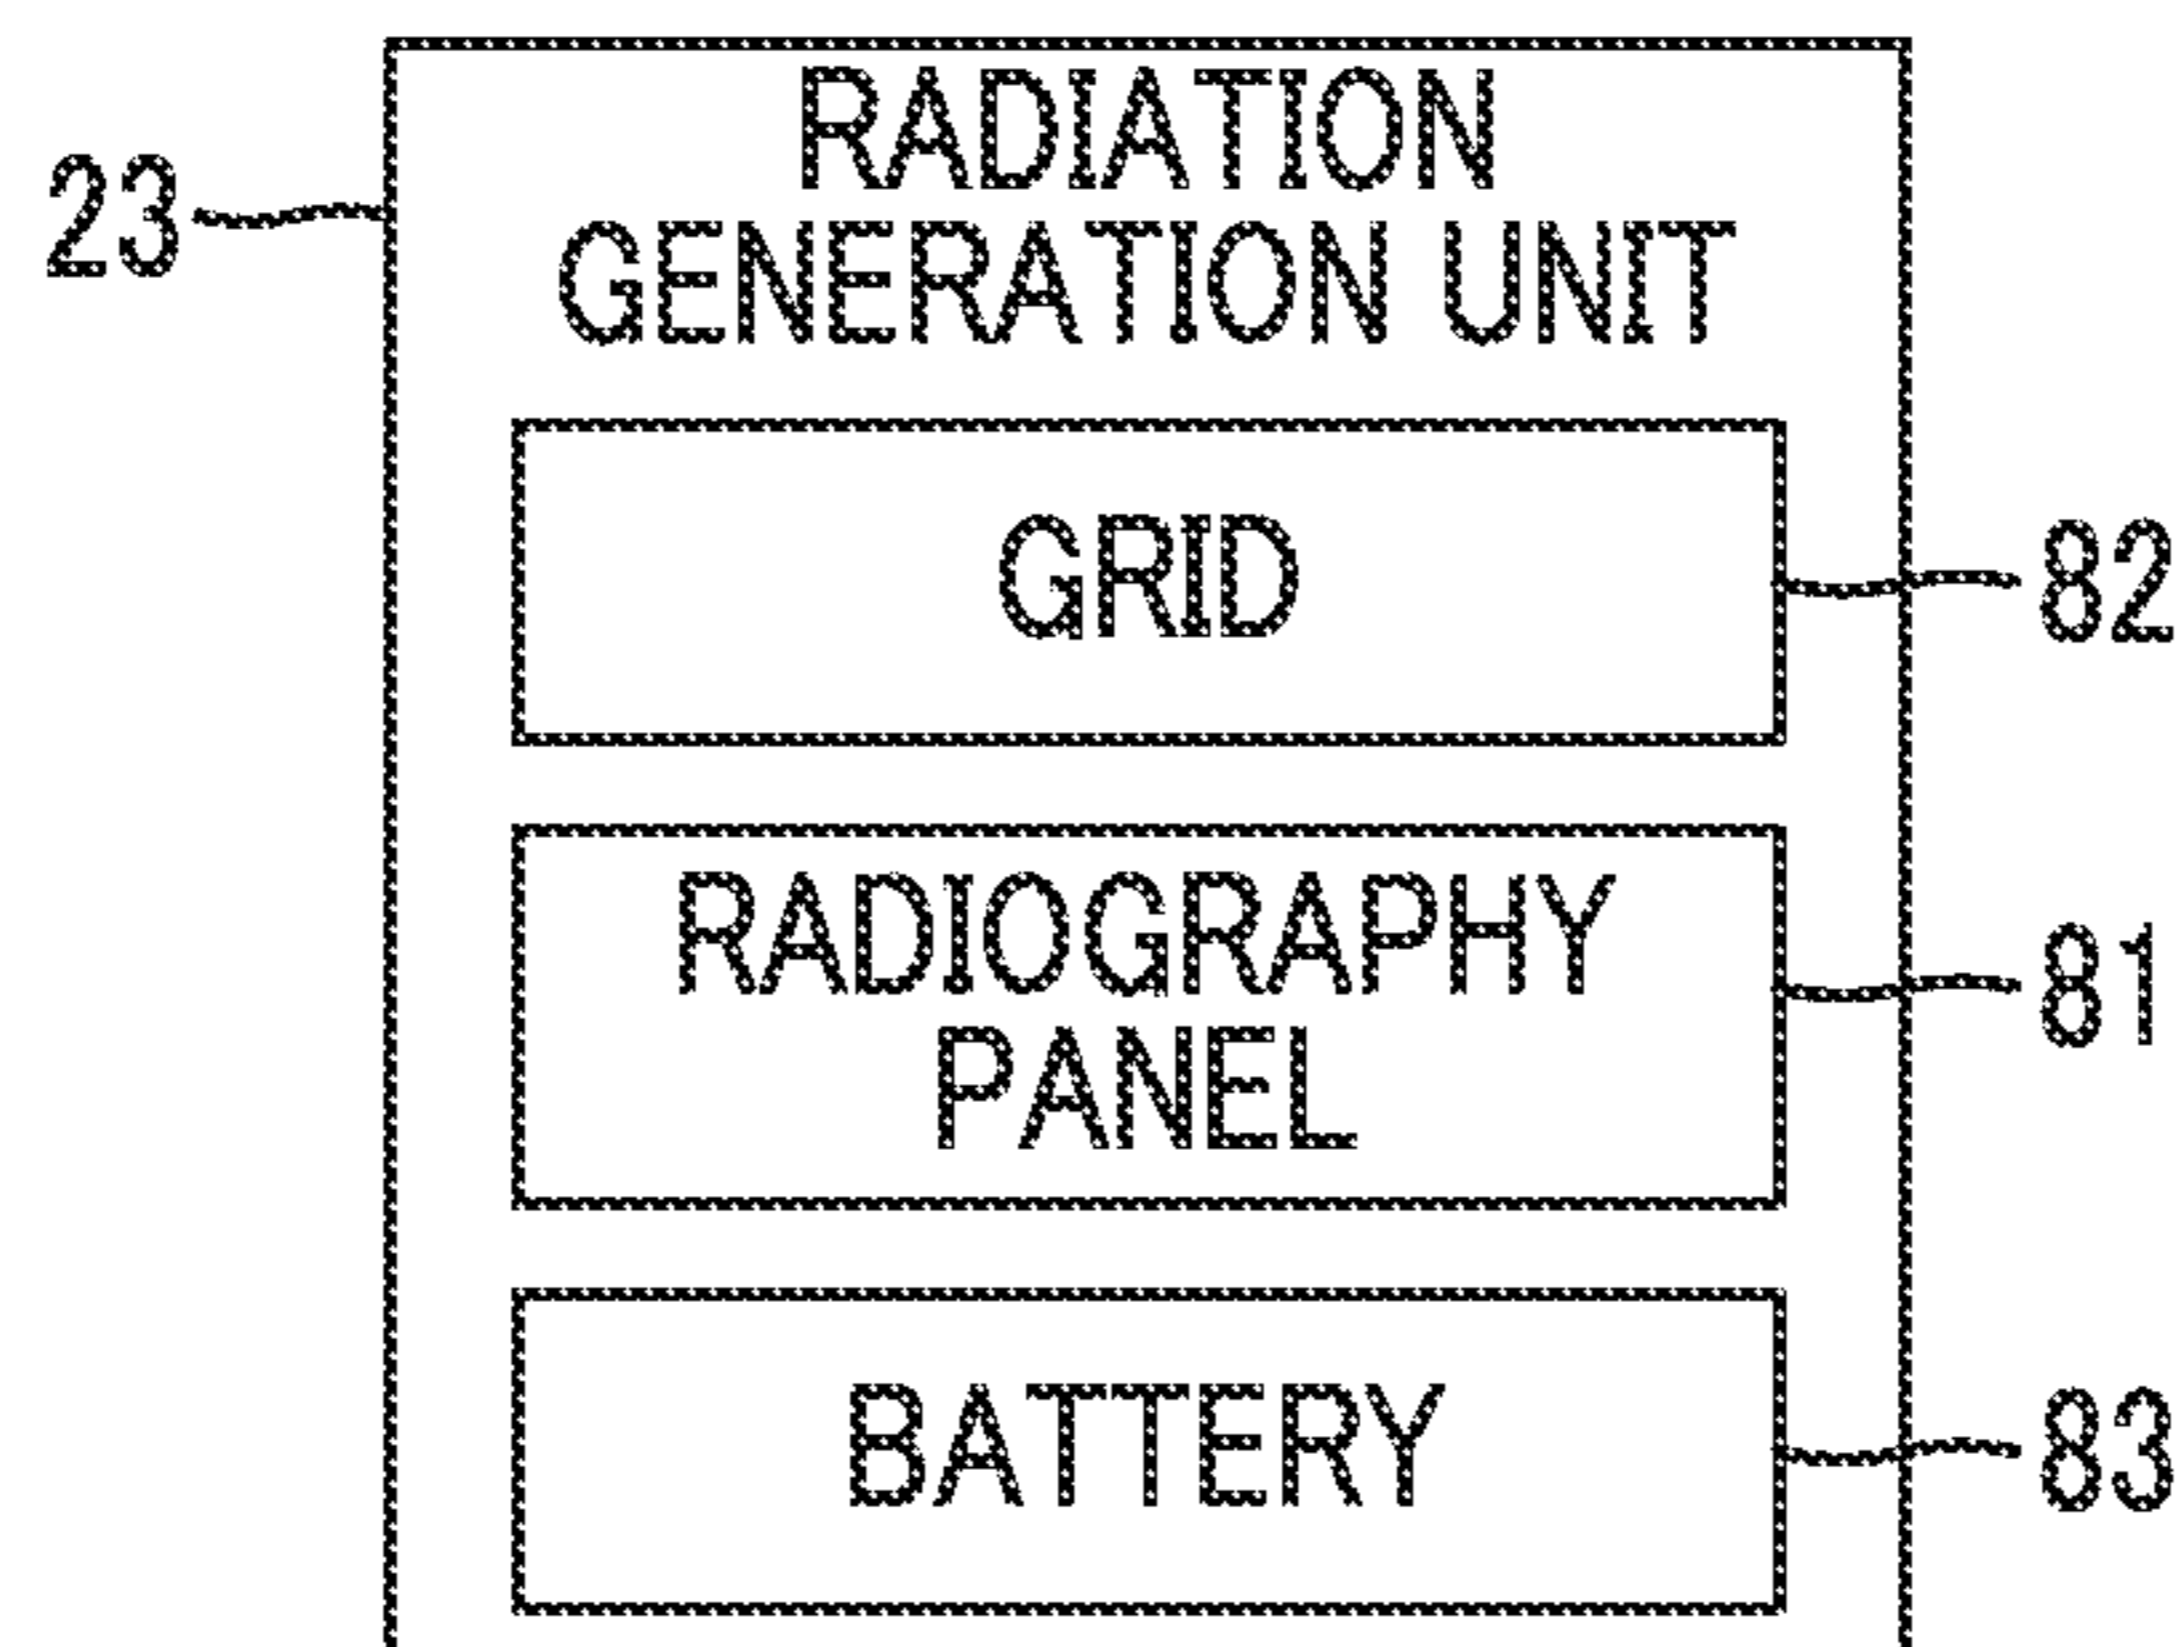 RADIATION
23
GENERATION UNIT
GRID
82
RADIOGRAPHY
81
PANEL
BATTERY
83